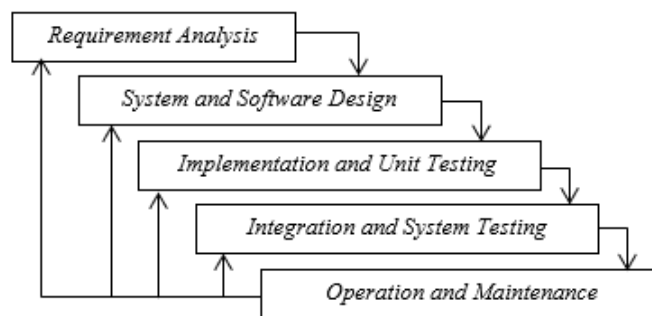 Requirement Analysis
System and Software Design
Implementation and Unit Testing
Integration and System Testing
Operation and Maintenance